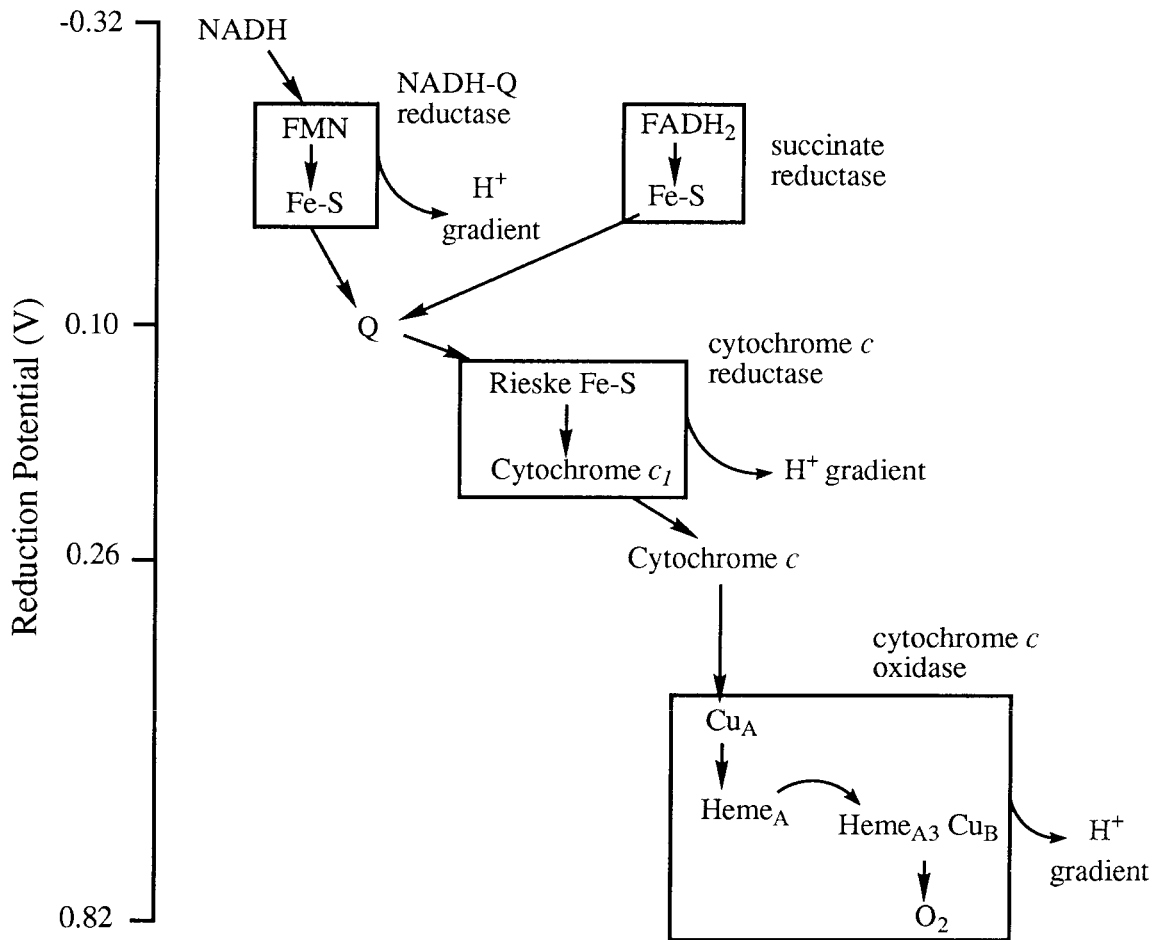 -0.32
NADH
NADH-Q
reductase
FMN
Fe-S
H+
gradient
FADH2
Fe-S
succinate
reductase
Reduction Potential (V)
0.10
Q
cytochrome c
reductase
Rieske Fe-S
Cytochrome c1
H+ gradient
0.26
Cytochrome c
cytochrome c
oxidase
CuA
HemeA
HemeA3 CuB
H+
gradient
O2
0.82